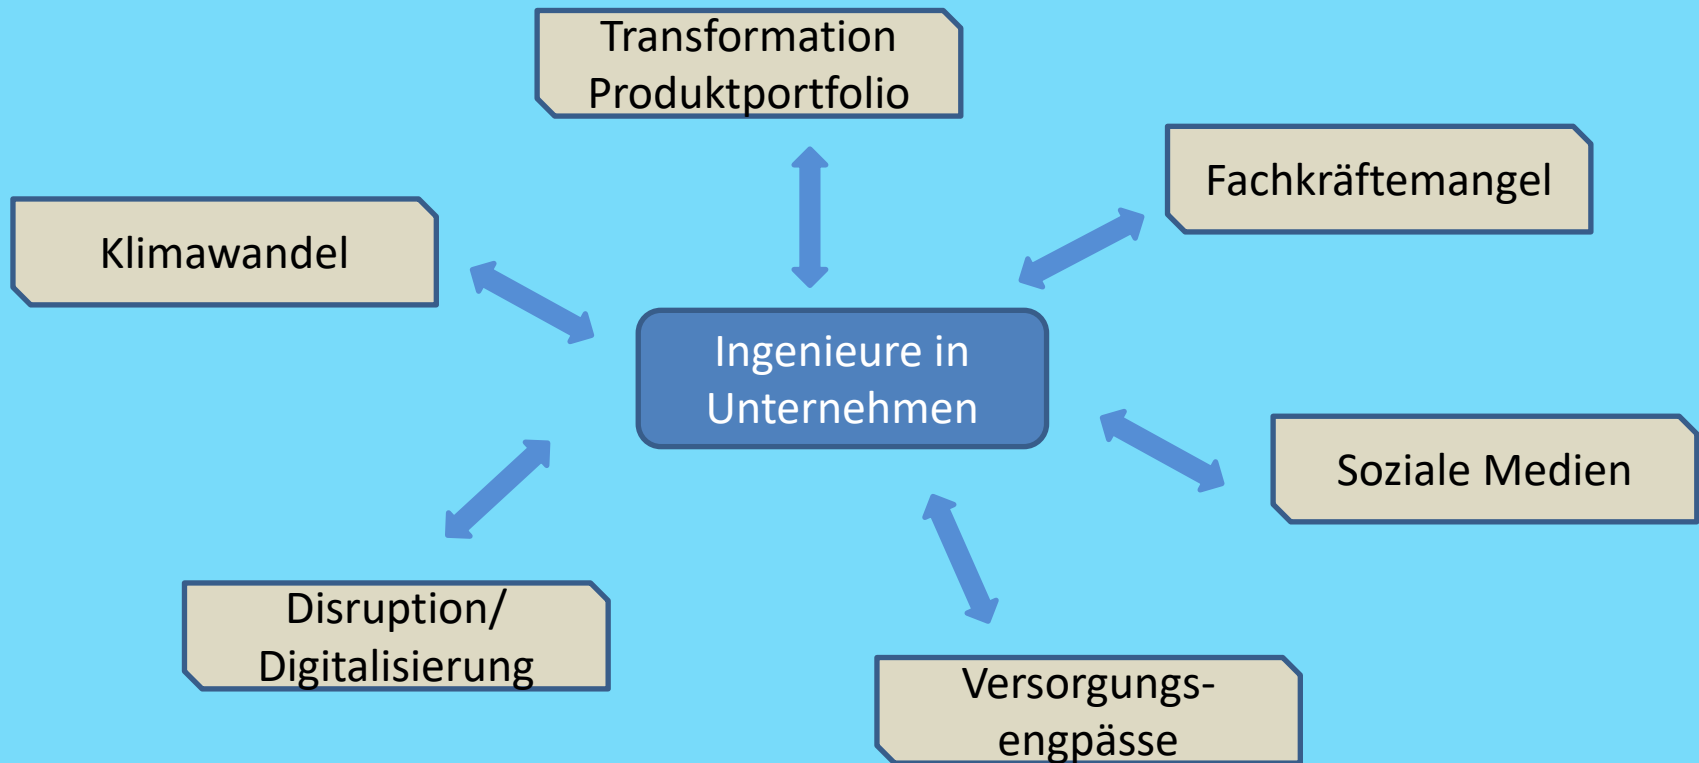 Transformation
Produktportfolio
Fachkräftemangel
Klimawandel
Ingenieure in
Unternehmen
Soziale Medien
Disruption/
Digitalisierung
Versorgungs-
engpässe